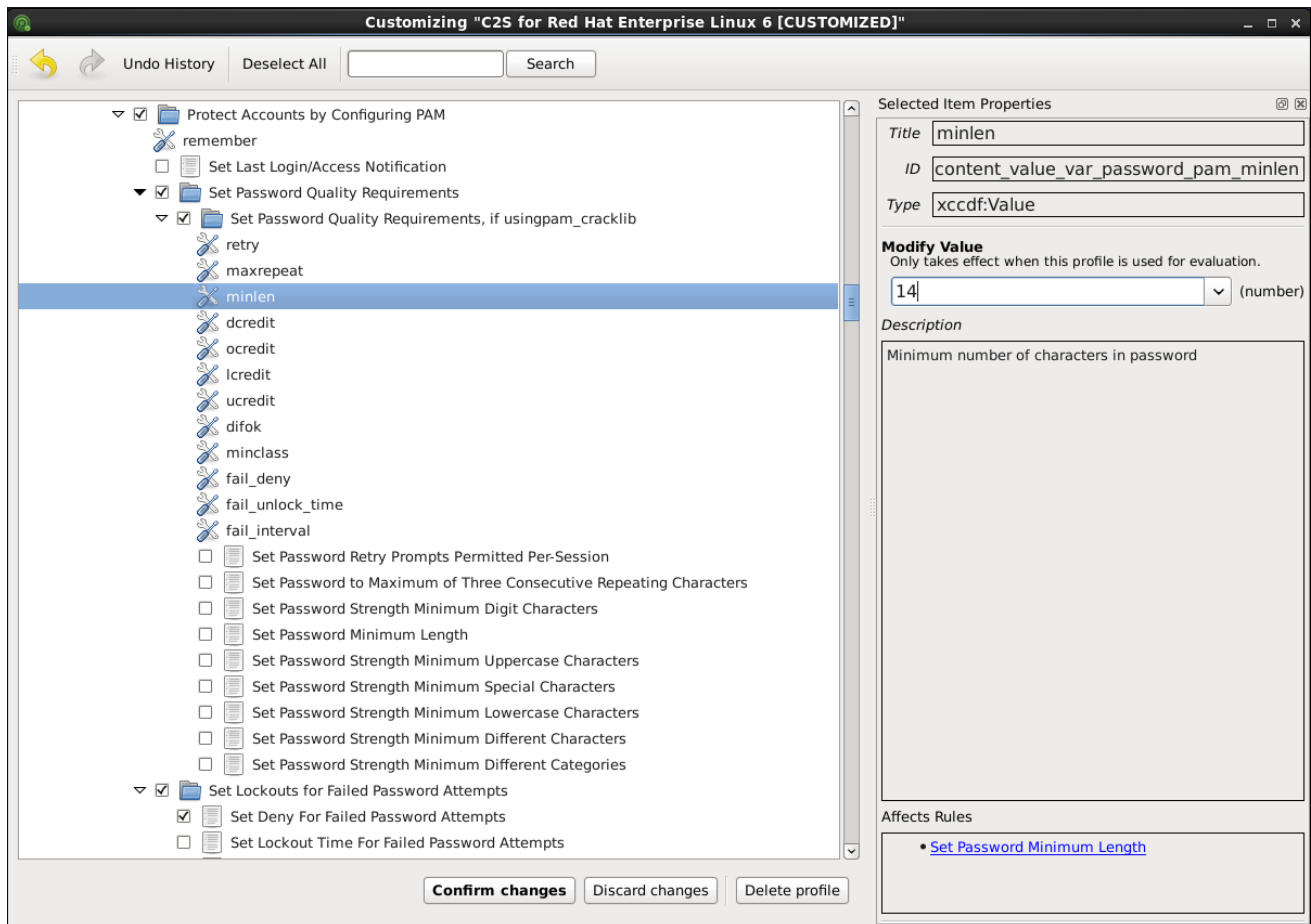 Customizing "C2S for Red Hat Enterprise Linux 6 [CUSTOMIZED]"
Undo History
Deselect All
Search
Protect Accounts by Configuring PAM
remember
Set Last Login/Access Notification
Set Password Quality Requirements
Set Password Quality Requirements, if usingpam_cracklib
retry
maxrepeat
minlen
dcredit
ocredit
lcredit
ucredit
difok
minclass
fail_deny
fail_unlock_time
fail_interval
Set Password Retry Prompts Permitted Per-Session
Set Password to Maximum of Three Consecutive Repeating Characters
Set Password Strength Minimum Digit Characters
Set Password Minimum Length
Set Password Strength Minimum Uppercase Characters
Set Password Strength Minimum Special Characters
Set Password Strength Minimum Lowercase Characters
Set Password Strength Minimum Different Characters
Set Password Strength Minimum Different Categories
Set Lockouts for Failed Password Attempts
Set Deny For Failed Password Attempts
Set Lockout Time For Failed Password Attempts
Confirm changes
Discard changes
Delete profile
Selected Item Properties
Title minlen
ID content_value_var_password_pam_minlen
Type xccdf:Value
Modify Value
Only takes effect when this profile is used for evaluation.
14 (number)
Description
Minimum number of characters in password
Affects Rules
• Set Password Minimum Length